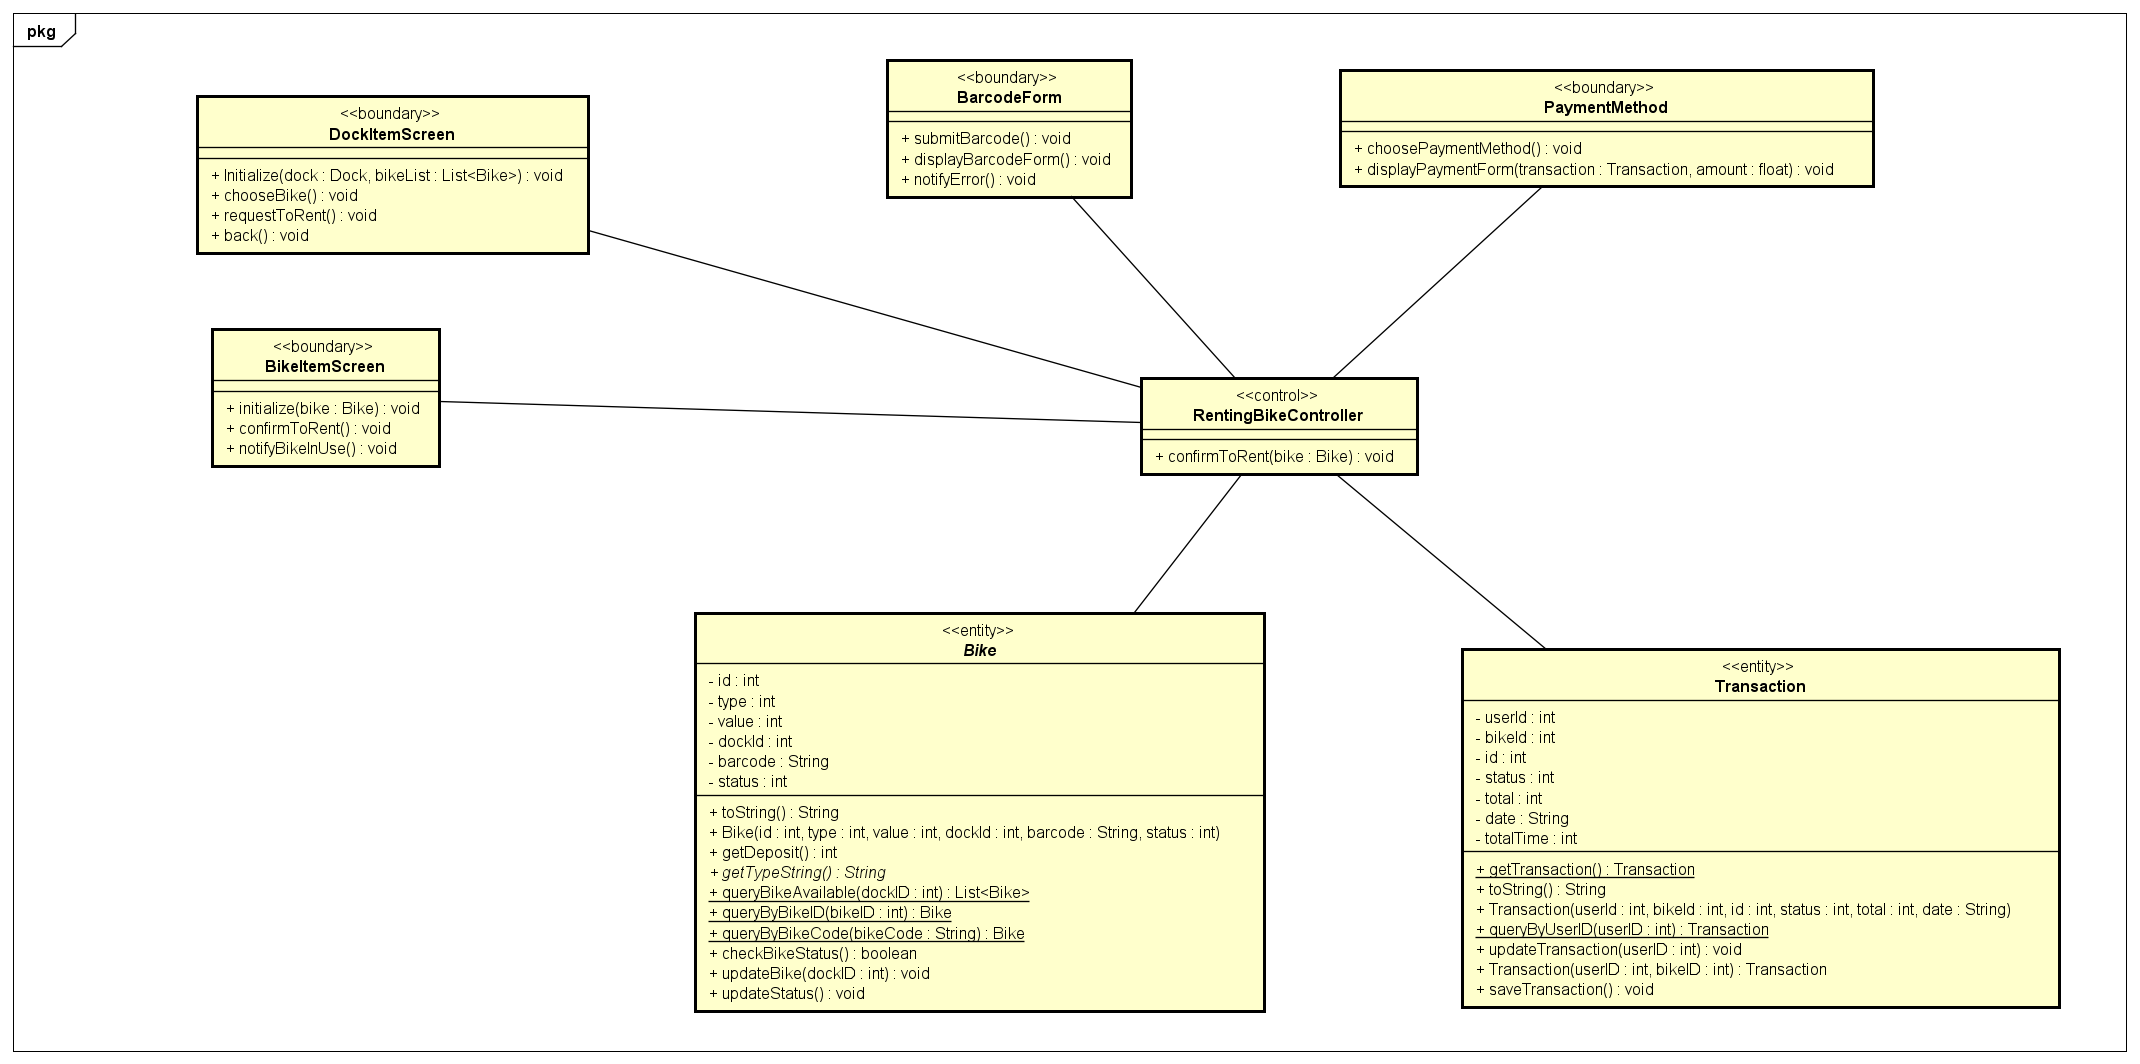 pkg
<<boundary>>
DockItemScreen
+ Initialize(dock : Dock, bikeList : List<Bike>) : void
+ chooseBike() : void
+ requestToRent() : void
+ back() : void
<<boundary>>
BarcodeForm
+ submitBarcode() : void
+ displayBarcodeForm() : void
+ notifyError() : void
<<boundary>>
PaymentMethod
+ choosePaymentMethod() : void
+ displayPaymentForm(transaction : Transaction, amount : float) : void
<<boundary>>
BikeItemScreen
+ initialize(bike : Bike) : void
+ confirmToRent() : void
+ notifyBikeInUse() : void
<<control>>
RentingBikeController
+ confirmToRent(bike : Bike) : void
<<entity>>
Bike
- id : int
- type : int
- value : int
- dockId : int
- barcode : String
- status : int
+ toString() : String
+ Bike(id : int, type : int, value : int, dockId : int, barcode : String, status : int)
+ getDeposit() : int
+ getTypeString() : String
+ queryBikeAvailable(dockID : int) : List<Bike>
+ queryByBikeID(bikeID : int) : Bike
+ queryByBikeCode(bikeCode : String) : Bike
+ checkBikeStatus() : boolean
+ updateBike(dockID : int) : void
+ updateStatus() : void
<<entity>>
Transaction
- userId : int
- bikeId : int
- id : int
- status : int
- total : int
- date : String
- totalTime : int
+ getTransaction() : Transaction
+ toString() : String
+ Transaction(userId : int, bikeId : int, id : int, status : int, total : int, date : String)
+ queryByUserID(userID : int) : Transaction
+ updateTransaction(userID : int) : void
+ Transaction(userID : int, bikeID : int) : Transaction
+ saveTransaction() : void